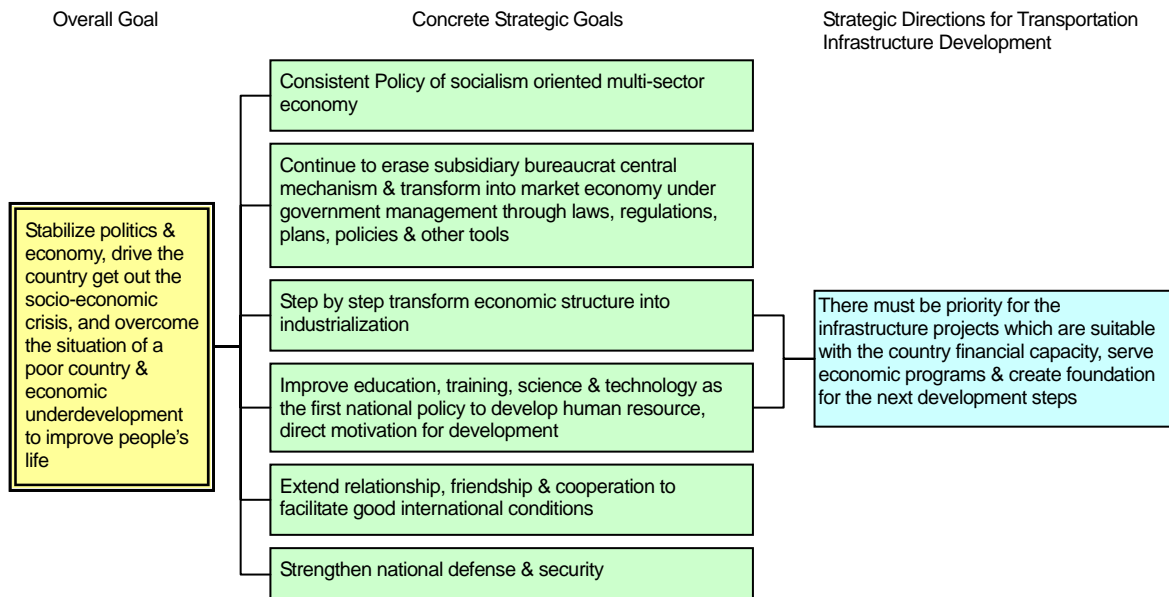 Overall Goal
Concrete Strategic Goals
Strategic Directions for Transportation
Infrastructure Development
Stabilize politics &
economy, drive the
country get out the
socio-economic
crisis, and overcome
the situation of a
poor country &
economic
underdevelopment
to improve people's
life
Consistent Policy of socialism oriented multi-sector
economy
Continue to erase subsidiary bureaucrat central
mechanism & transform into market economy under
government management through laws, regulations,
plans, policies & other tools
Step by step transform economic structure into
industrialization
Improve education, training, science & technology as
the first national policy to develop human resource,
direct motivation for development
Extend relationship, friendship & cooperation to
facilitate good international conditions
Strengthen national defense & security
There must be priority for the
infrastructure projects which are suitable
with the country financial capacity, serve
economic programs & create foundation
for the next development steps